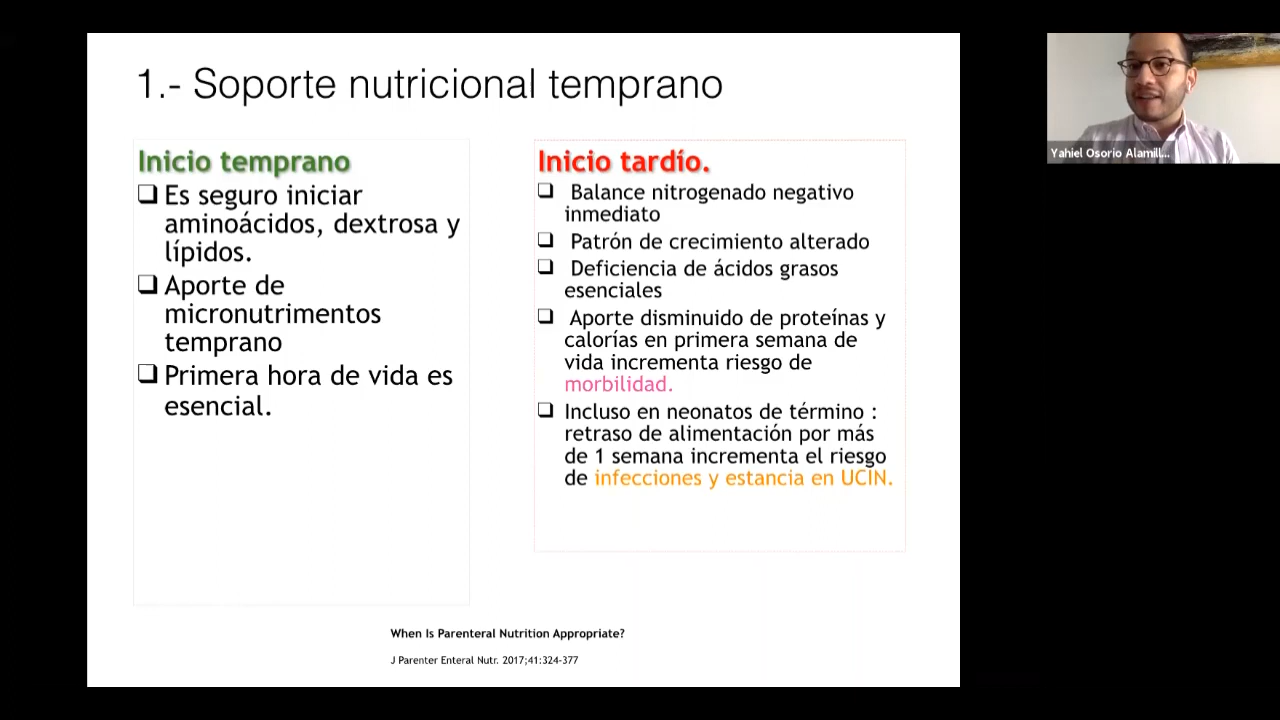 1.- Soporte nutricional temprano
Inicio temprano
❑ Es seguro iniciar
aminoácidos, dextrosa y
lípidos.
❑ Aporte de
micronutrimentos
temprano
❑ Primera hora de vida es
esencial.
Inicio tardío.
❑ Balance nitrogenado negativo
inmediato
❑ Patrón de crecimiento alterado
❑ Deficiencia de ácidos grasos
esenciales
❑ Aporte disminuido de proteínas y
calorías en primera semana de
vida incrementa riesgo de
morbilidad.
❑ Incluso en neonatos de término :
retraso de alimentación por más
de 1 semana incrementa el riesgo
de infecciones y estancia en UCIN.
When Is Parenteral Nutrition Appropriate?
J Parenter Enteral Nutr. 2017;41:324-377
Yahiel Osorio Alamill...